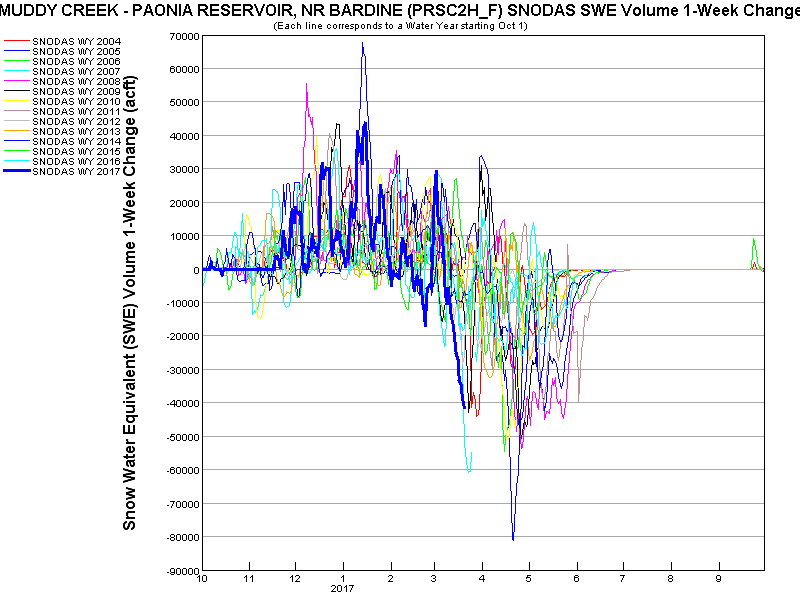 MUDDY CREEK - PAONIA RESERVOIR, NR BARDINE (PRSC2H_F) SNODAS SWE Volume 1-Week Change
(Each line corresponds to a Water Year starting Oct 1)
SNODAS WY 2004
SNODAS WY 2005
SNODAS WY 2006
SNODAS WY 2007
SNODAS WY 2008
SNODAS WY 2009
SNODAS WY 2010
SNODAS WY 2011
SNODAS WY 2012
SNODAS WY 2013
SNODAS WY 2014
SNODAS WY 2015
SNODAS WY 2016
SNODAS WY 2017
Snow Water Equivalent (SWE) Volume 1-Week Change (acft)
70000
60000
50000
40000
30000
20000
10000
0
-10000
-20000
-30000
-40000
-50000
-60000
-70000
-80000
-90000
10 11 12 1 2 3 4 5 6 7 8 9
2017